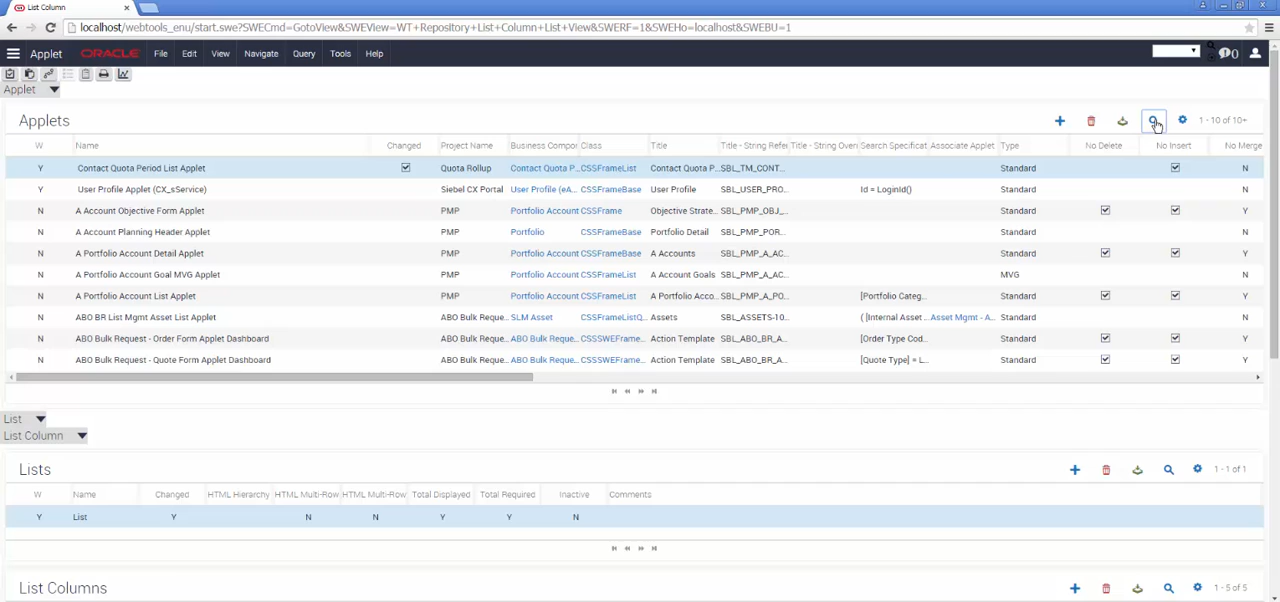 List Column
localhost/webtools_enu/start.swe?SWECmd=GotoView&SWEView=WT+Repository+List+Column+List+View&SWERF=1&SWEHo=localhost&SWEBU=1
Applet ORACLE File Edit View Navigate Query Tools Help 0
Applet
Applets 1 - 10 of 10+
W Name Changed Project Name Business Compor Class Title Title - String Refer Title - String Over Search Specificat Associate Applet Type No Delete No Insert No Merge
Y Contact Quota Period List Applet Quota Rollup Contact Quota P... CSSFrameList Contact Quota P... SBL_TM_CONT... Standard N
Y User Profile Applet (CX_sService) Siebel CX Portal User Profile (eA... CSSFrameBase User Profile SBL_USER_PRO... Id = LoginId() Standard N
N A Account Objective Form Applet PMP Portfolio Account CSSFrame Objective Strate... SBL_PMP_OBJ_... Standard Y
N A Account Planning Header Applet PMP Portfolio CSSFrameBase Portfolio Detail SBL_PMP_POR... Standard N
N A Portfolio Account Detail Applet PMP Portfolio Account CSSFrameBase A Accounts SBL_PMP_A_AC... Standard Y
N A Portfolio Account Goal MVG Applet PMP Portfolio Account CSSFrameList A Account Goals SBL_PMP_A_AC... MVG N
N A Portfolio Account List Applet PMP Portfolio Account CSSFrameList A Portfolio Acco... SBL_PMP_A_PO... [Portfolio Categ... Standard Y
N ABO BR List Mgmt Asset List Applet ABO Bulk Reque... SLM Asset CSSFrameListQ... Assets SBL_ASSETS-10... ( [Internal Asset ... Asset Mgmt - A... Standard N
N ABO Bulk Request - Order Form Applet Dashboard ABO Bulk Reque... ABO Bulk Reque... CSSSWEFrame... Action Template SBL_ABO_BR_A... [Order Type Cod... Standard Y
N ABO Bulk Request - Quote Form Applet Dashboard ABO Bulk Reque... ABO Bulk Reque... CSSSWEFrame... Action Template SBL_ABO_BR_A... [Quote Type] = L... Standard Y
List
List Column
Lists 1 - 1 of 1
W Name Changed HTML Hierarchy HTML Multi-Row HTML Multi-Row Total Displayed Total Required Inactive Comments
Y List Y N N Y Y N
List Columns 1 - 5 of 5